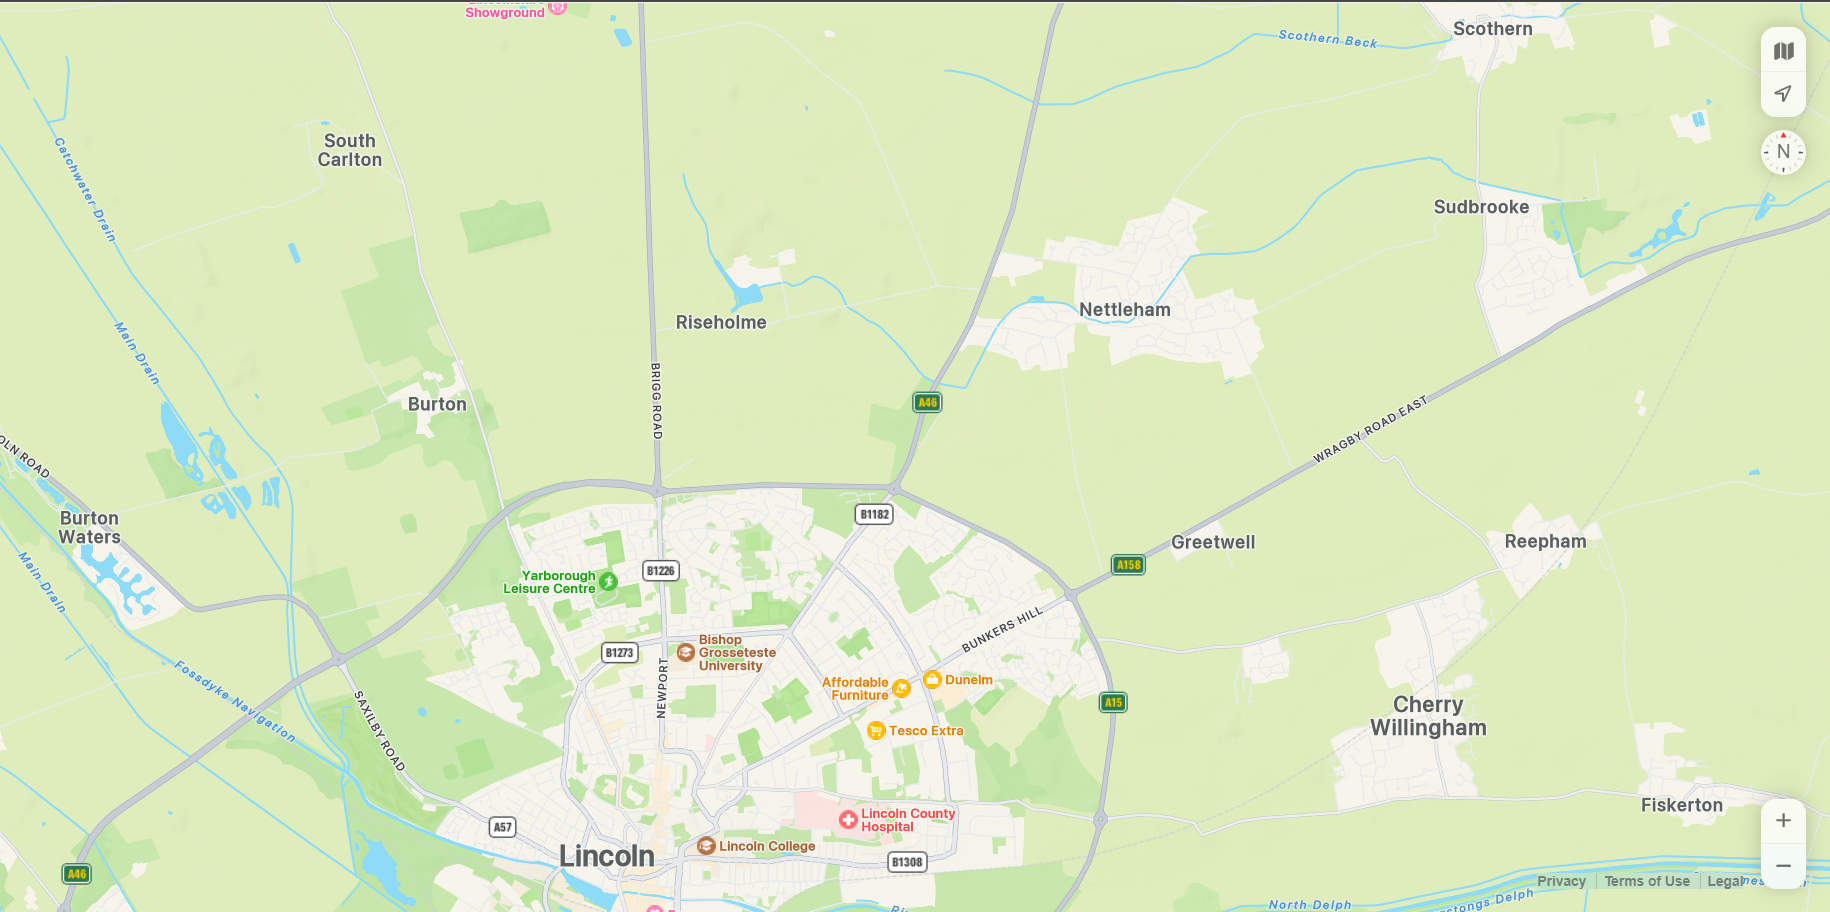 Showground
Scothern Beck
Scothern
N
South
Carlton
Catchwater Drain
Sudbrooke
Riseholme
Nettleham
Main Drain
BRIGG ROAD
Burton
A46
WRAGBY ROAD EAST
ROAD
Burton
Waters
B1182
Greetwell
Reepham
A158
Yarborough
Leisure Centre
B1226
Main Drain
BUNKERS HILL
Bishop
Grosseteste
University
B1273
NEWPORT
Fossdyke Navigation
SAXILBY ROAD
Affordable
Furniture
Dunelm
A15
Cherry
Willingham
Tesco Extra
Fiskerton
Lincoln County
Hospital
A57
Lincoln College
Lincoln
B1308
A46
+
−
Privacy
Terms of Use
Legal
North Delph
Delph